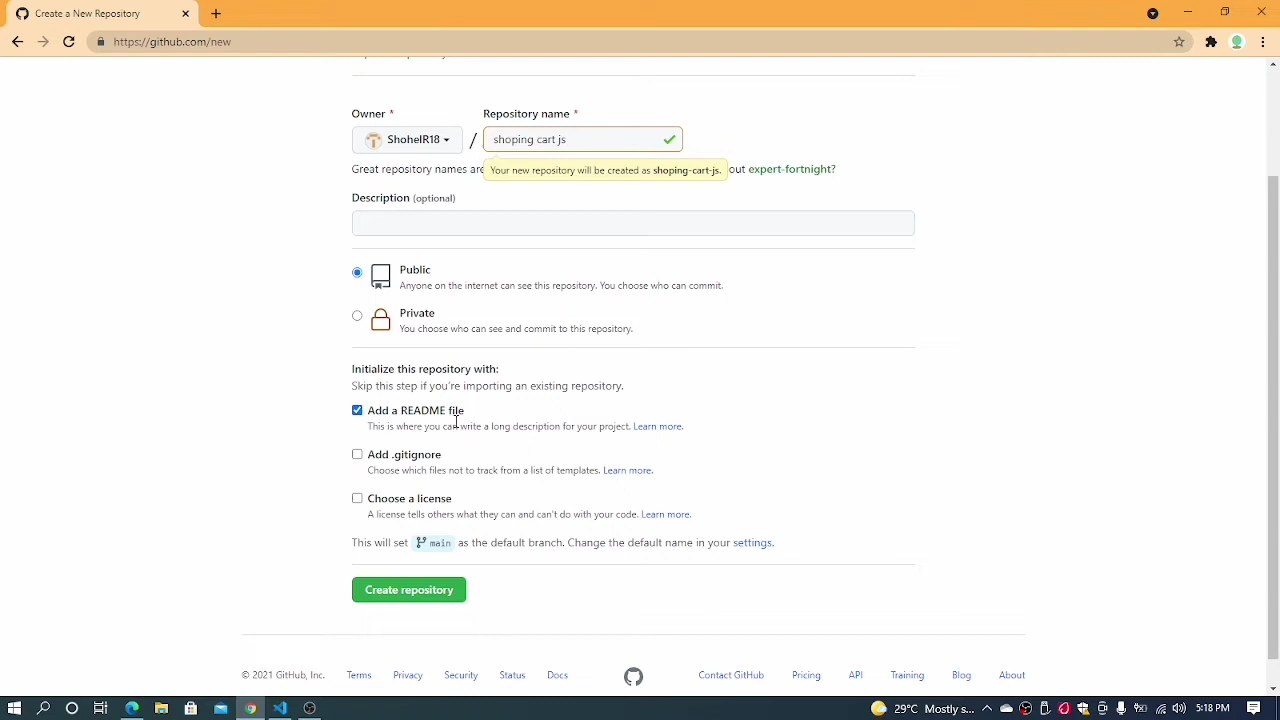 Create a New Repository
https://github.com/new
Owner *
Repository name *
ShohelR18
/
shoping cart js
Great repository names are
Your new repository will be created as shoping-cart-js.
out expert-fortnight?
Description (optional)
Public
Anyone on the internet can see this repository. You choose who can commit.
Private
You choose who can see and commit to this repository.
Initialize this repository with:
Skip this step if you're importing an existing repository.
Add a README file
This is where you can write a long description for your project. Learn more.
Add .gitignore
Choose which files not to track from a list of templates. Learn more.
Choose a license
A license tells others what they can and can't do with your code. Learn more.
This will set main as the default branch. Change the default name in your settings.
Create repository
© 2021 GitHub, Inc. Terms Privacy Security Status Docs Contact GitHub Pricing API Training Blog About
29°C Mostly s... 5:18 PM